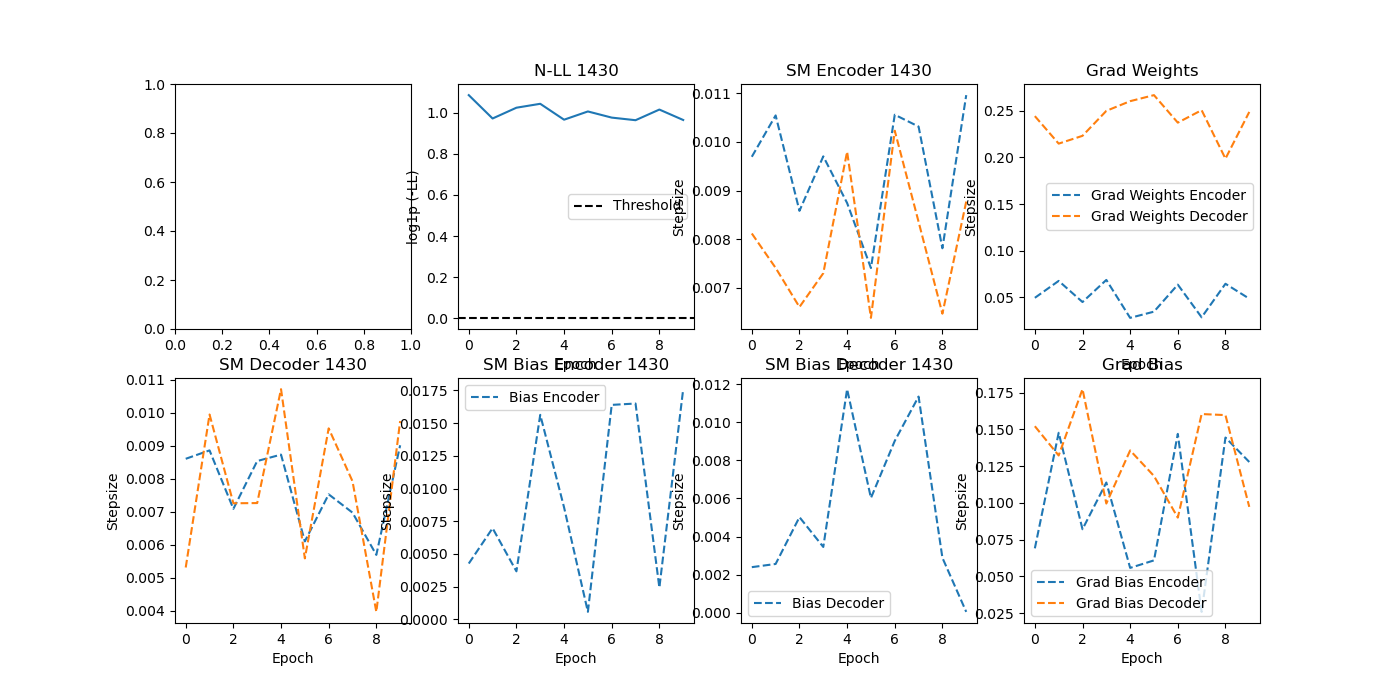 N-LL 1430
SM Encoder 1430
Grad Weights
1.0
0.8
0.6
0.4
0.2
0.0
0.0 0.2 0.4 0.6 0.8 1.0
log1p (-LL)
1.0
0.8
0.6
0.4
0.2
0.0
Threshold
0 2 4 6 8
Epoch
Stepsize
0.011
0.010
0.009
0.008
0.007
0 2 4 6 8
Epoch
Stepsize
0.25
0.20
0.10
0.05
Grad Weights Encoder
Grad Weights Decoder
0 2 4 6 8
Epoch
SM Decoder 1430
SM Bias Encoder 1430
SM Bias Decoder 1430
Grad Bias
Stepsize
0.011
0.010
0.009
0.008
0.007
0.006
0.005
0.004
0 2 4 6 8
Epoch
Stepsize
0.0175
0.0150
0.0125
0.0100
0.0075
0.0050
0.0025
0.0000
Bias Encoder
0 2 4 6 8
Epoch
Stepsize
0.012
0.010
0.008
0.006
0.004
0.002
0.000
Bias Decoder
0 2 4 6 8
Epoch
Stepsize
0.175
0.150
0.125
0.100
0.075
0.050
0.025
Grad Bias Encoder
Grad Bias Decoder
0 2 4 6 8
Epoch